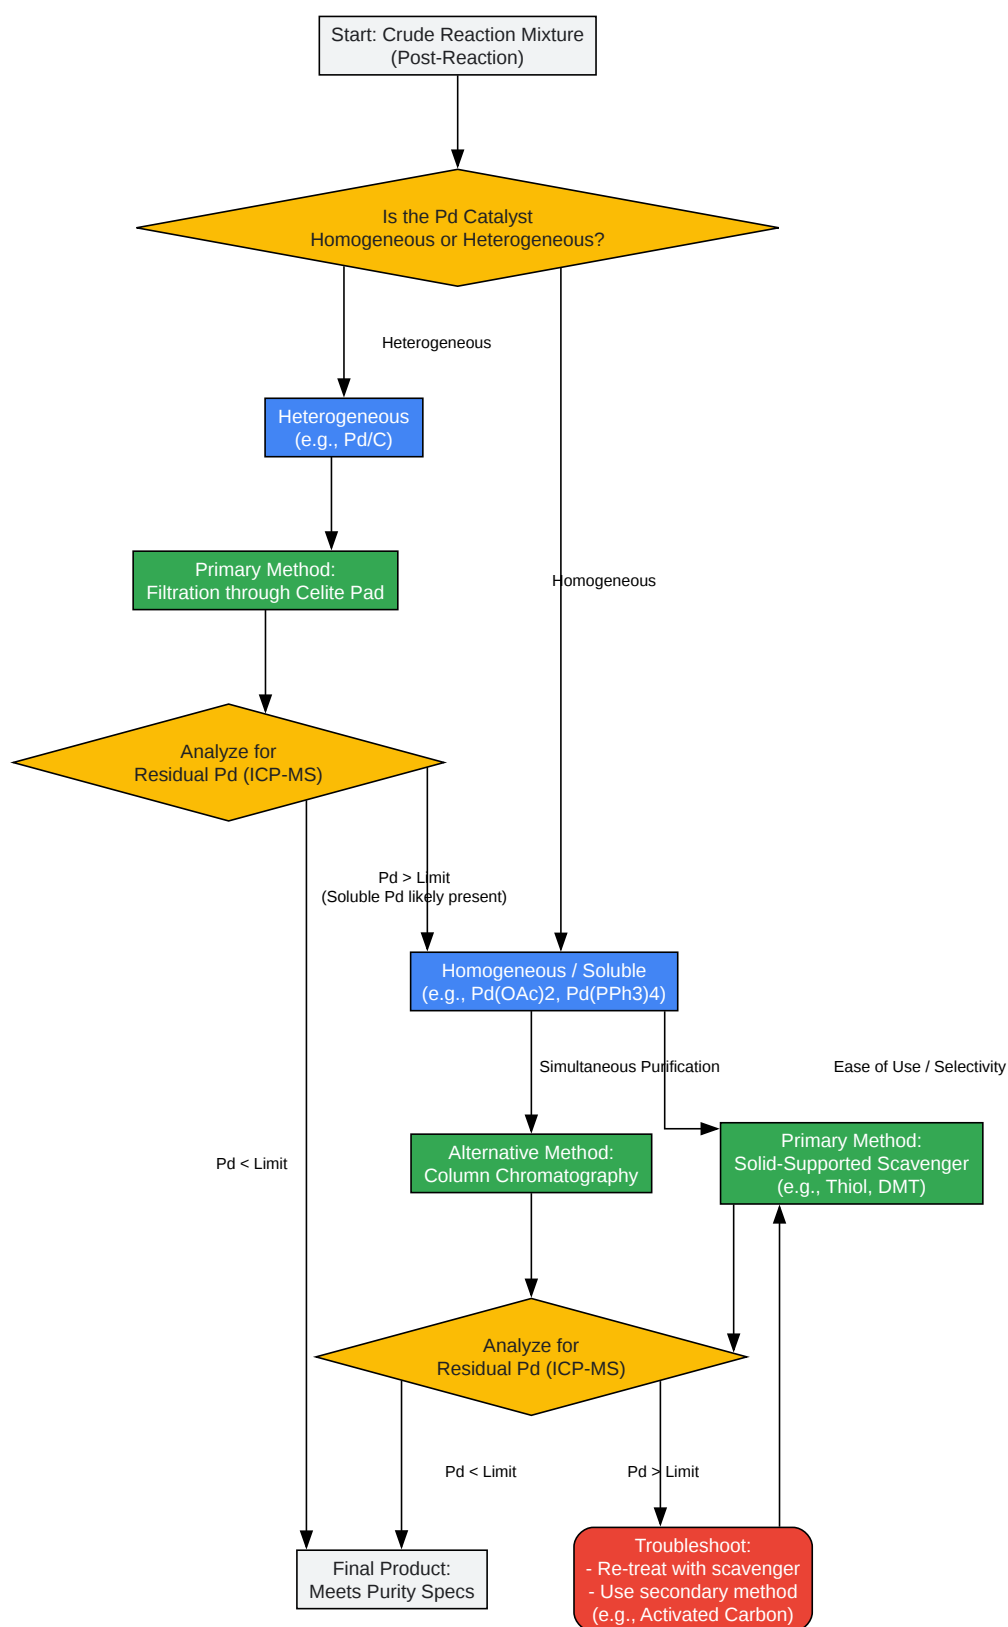 Start: Crude Reaction Mixture
(Post-Reaction)
Is the Pd Catalyst
Homogeneous or Heterogeneous?
Heterogeneous
Heterogeneous
(e.g., Pd/C)
Primary Method:
Filtration through Celite Pad
Homogeneous
Analyze for
Residual Pd (ICP-MS)
Pd > Limit
(Soluble Pd likely present)
Homogeneous / Soluble
(e.g., Pd(OAc)2, Pd(PPh3)4)
Simultaneous Purification
Ease of Use / Selectivity
Alternative Method:
Column Chromatography
Primary Method:
Solid-Supported Scavenger
(e.g., Thiol, DMT)
Pd < Limit
Analyze for
Residual Pd (ICP-MS)
Pd < Limit
Pd > Limit
Final Product:
Meets Purity Specs
Troubleshoot:
- Re-treat with scavenger
- Use secondary method
(e.g., Activated Carbon)